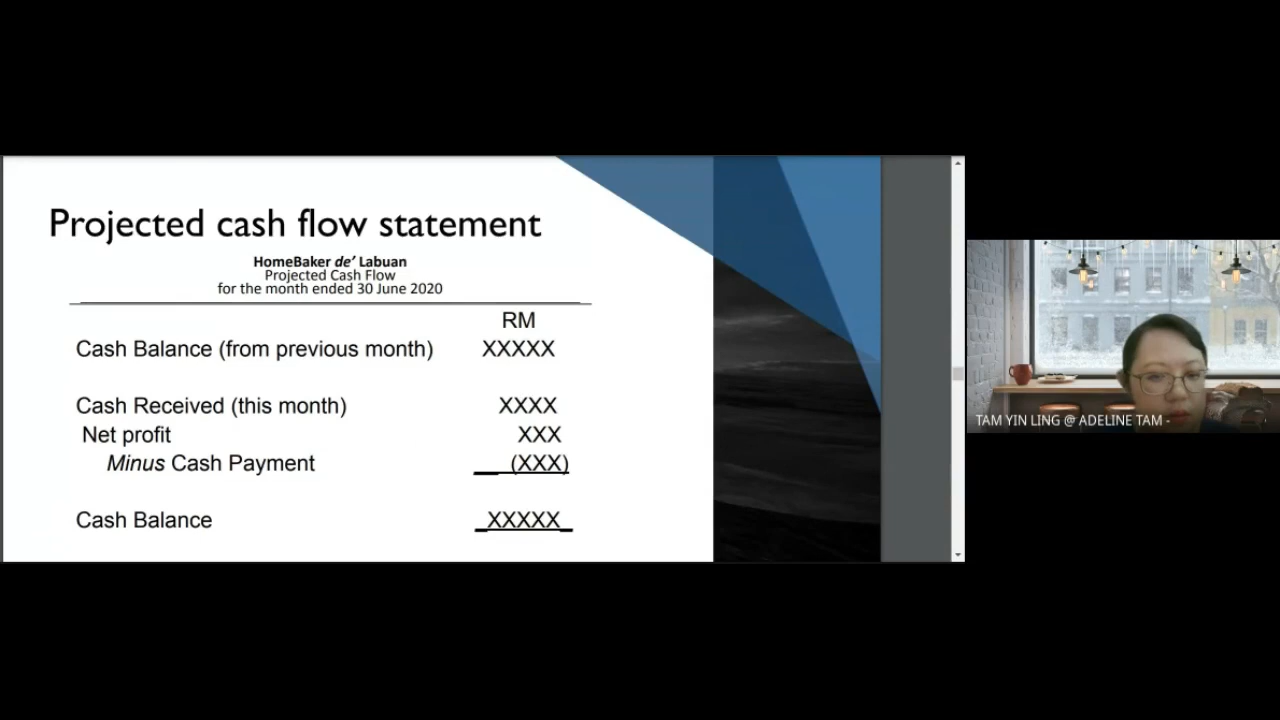 Projected cash flow statement
HomeBaker de’ Labuan
Projected Cash Flow
for the month ended 30 June 2020
RM
Cash Balance (from previous month) XXXXX
Cash Received (this month) XXXX
Net profit XXX
Minus Cash Payment (XXX)
Cash Balance XXXXX
TAM YIN LING @ ADELINE TAM -